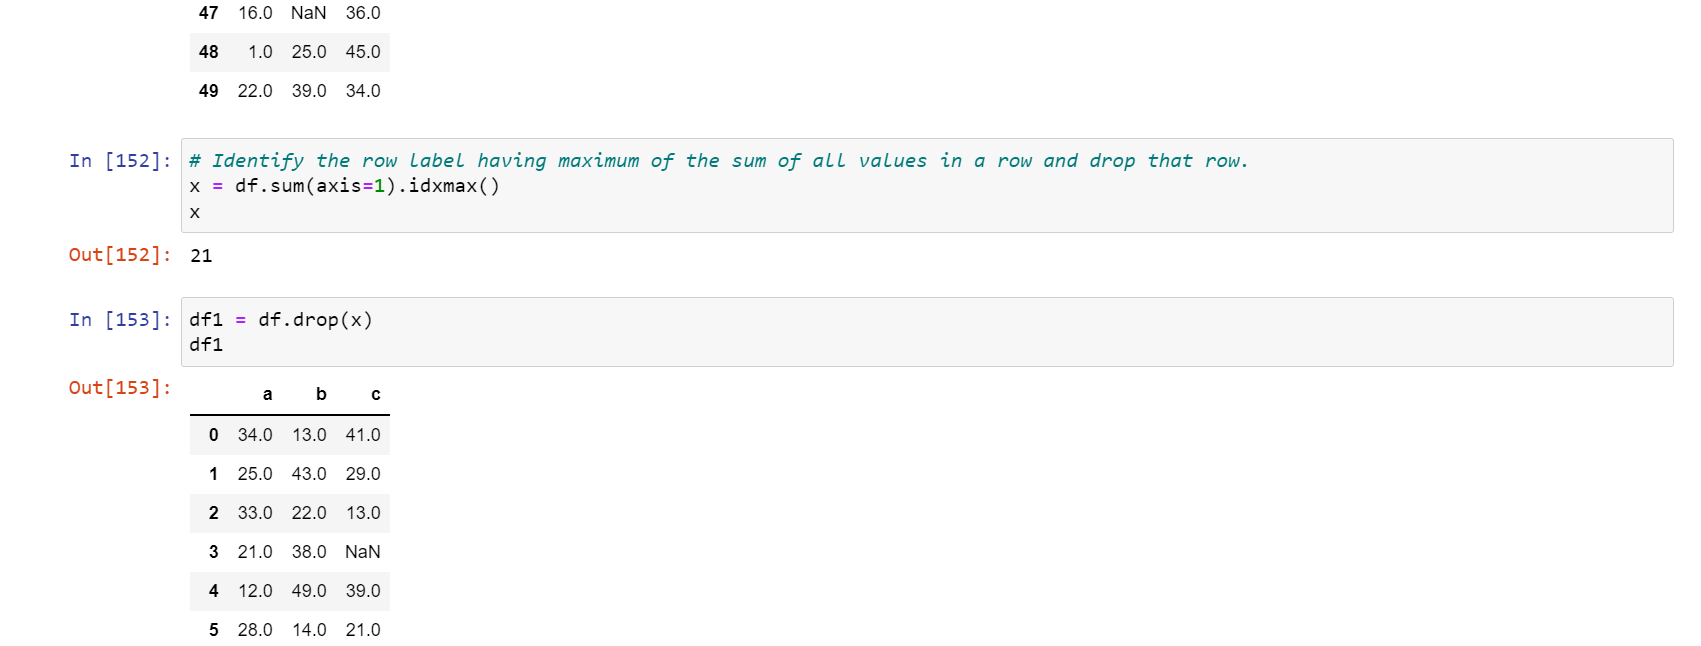 47 16.0 NaN 36.0
48 1.0 25.0 45.0
49 22.0 39.0 34.0
In [152]: # Identify the row label having maximum of the sum of all values in a row and drop that row.
x = df.sum(axis=1).idxmax()
x
Out[152]: 21
In [153]: df1 = df.drop(x)
df1
Out[153]:
a b c
0 34.0 13.0 41.0
1 25.0 43.0 29.0
2 33.0 22.0 13.0
3 21.0 38.0 NaN
4 12.0 49.0 39.0
5 28.0 14.0 21.0